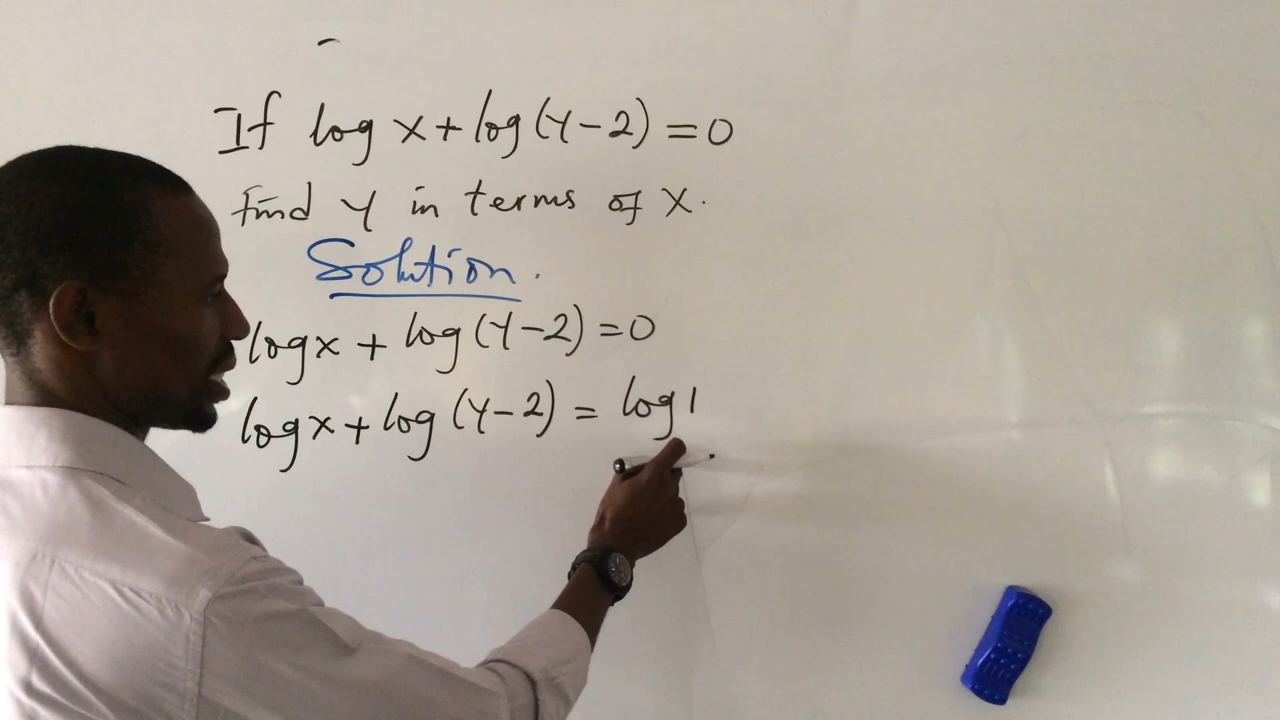 If log x + log (Y - 2) = 0
Find Y in terms of X.
Solution.
log x + log (Y - 2) = 0
log x + log (Y - 2) = log 1